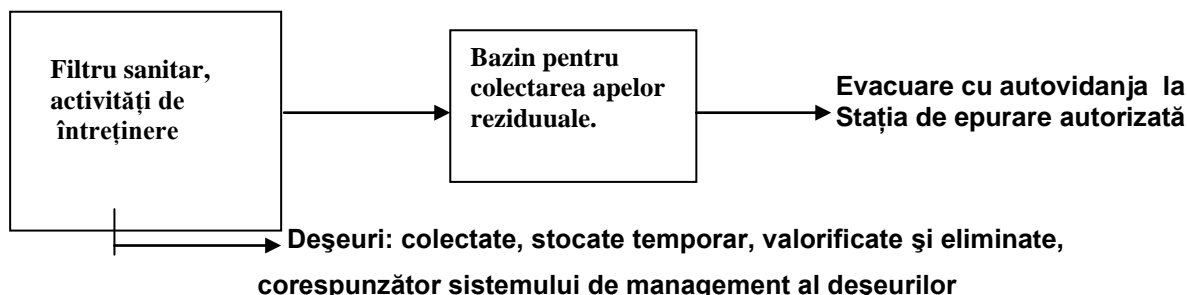 Filtru sanitar,
activități de
întreținere
Bazin pentru
colectarea apelor
reziduuale.
Evacuare cu autovidanja la
Stația de epurare autorizată
Deşeuri: colectate, stocate temporar, valorificate şi eliminate,
corespunzător sistemului de management al deşeurilor